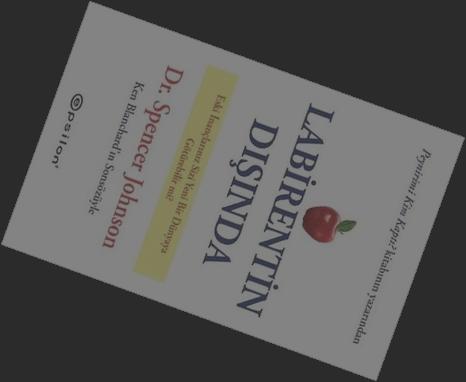 Peynirimi Kim Kaptı? kitabının yazarından
LABİRENTİN
DIŞINDA
Eski İnançlarınız Sizi Yeni Bir Dünyaya
Götürebilir mi?
Dr. Spencer Johnson
Ken Blanchard'ın Sonsözüyle
epsilon